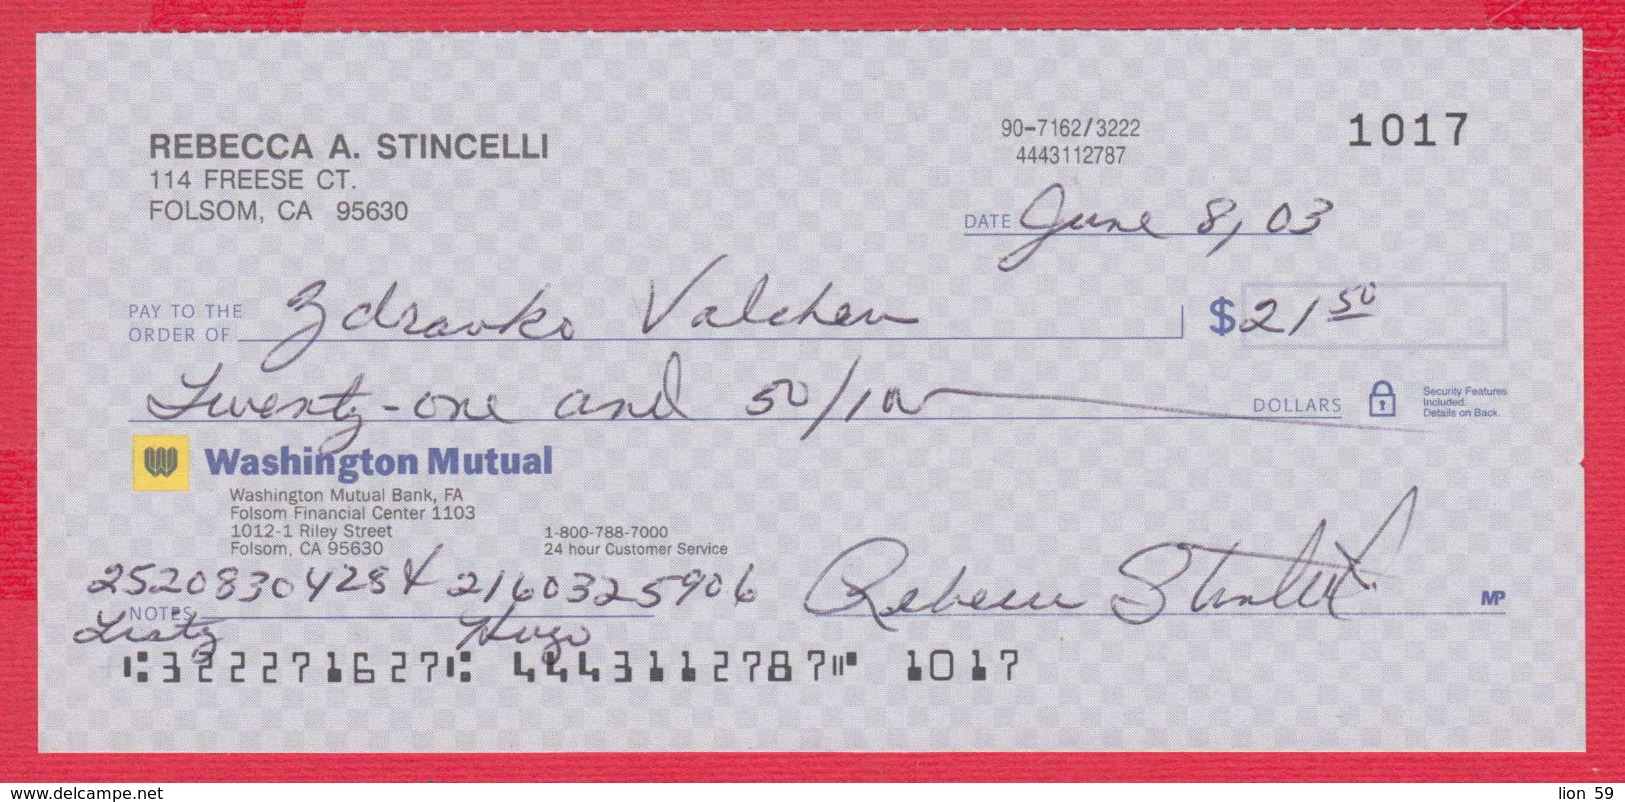 REBECCA A. STINCELLI
114 FREESE CT.
FOLSOM, CA 95630
90-7162/3222
4443112787
1017
DATE June 8, 03
PAY TO THE
ORDER OF Zdravko Valchev
$ 21 50
Twenty-one and 50/100 DOLLARS
Security Features
Included.
Details on Back.
Washington Mutual
Washington Mutual Bank, FA
Folsom Financial Center 1103
1012-1 Riley Street
Folsom, CA 95630
1-800-788-7000
24 hour Customer Service
2520830428 & 2160325906
NOTES
Listz Hugo
Rebecca Stincelli
MP
⑆322271627⑆ 4443112787⑈ 1017
www.delcampe.net
lion 59